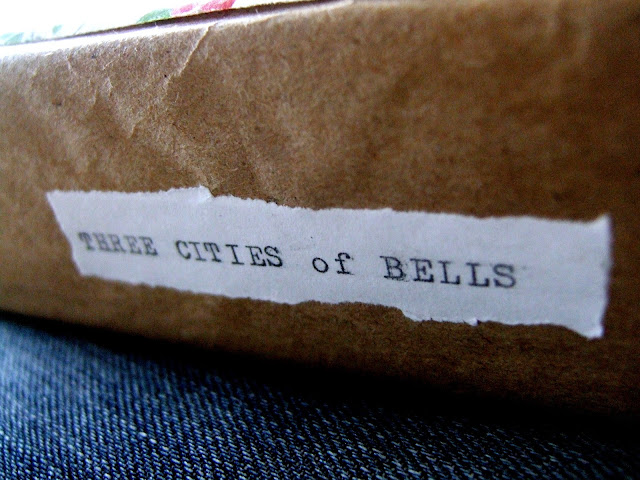 THREE CITIES of BELLS